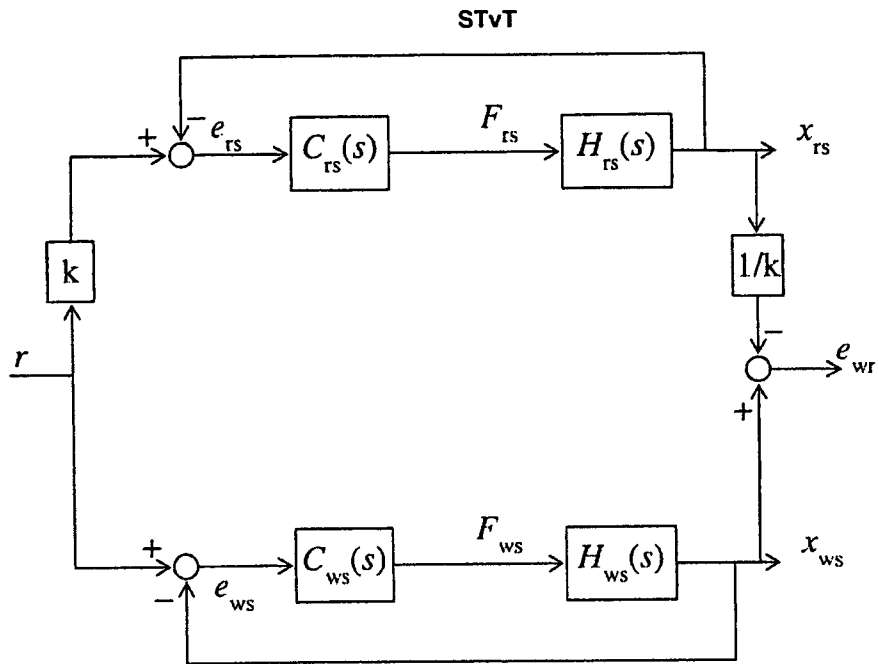 STvT
− e_rs
+
C_rs(s)
F_rs
H_rs(s)
x_rs
k
1/k
r
−
e_wr
+
+
− e_ws
C_ws(s)
F_ws
H_ws(s)
x_ws